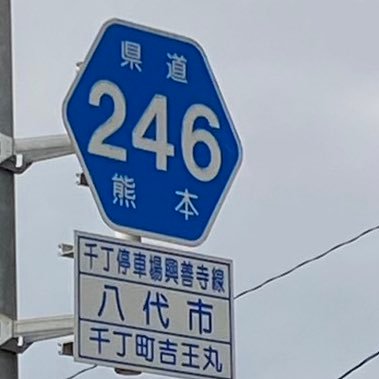 県道
246
熊本
千丁停車場興善寺線
八代市
千丁町吉王丸